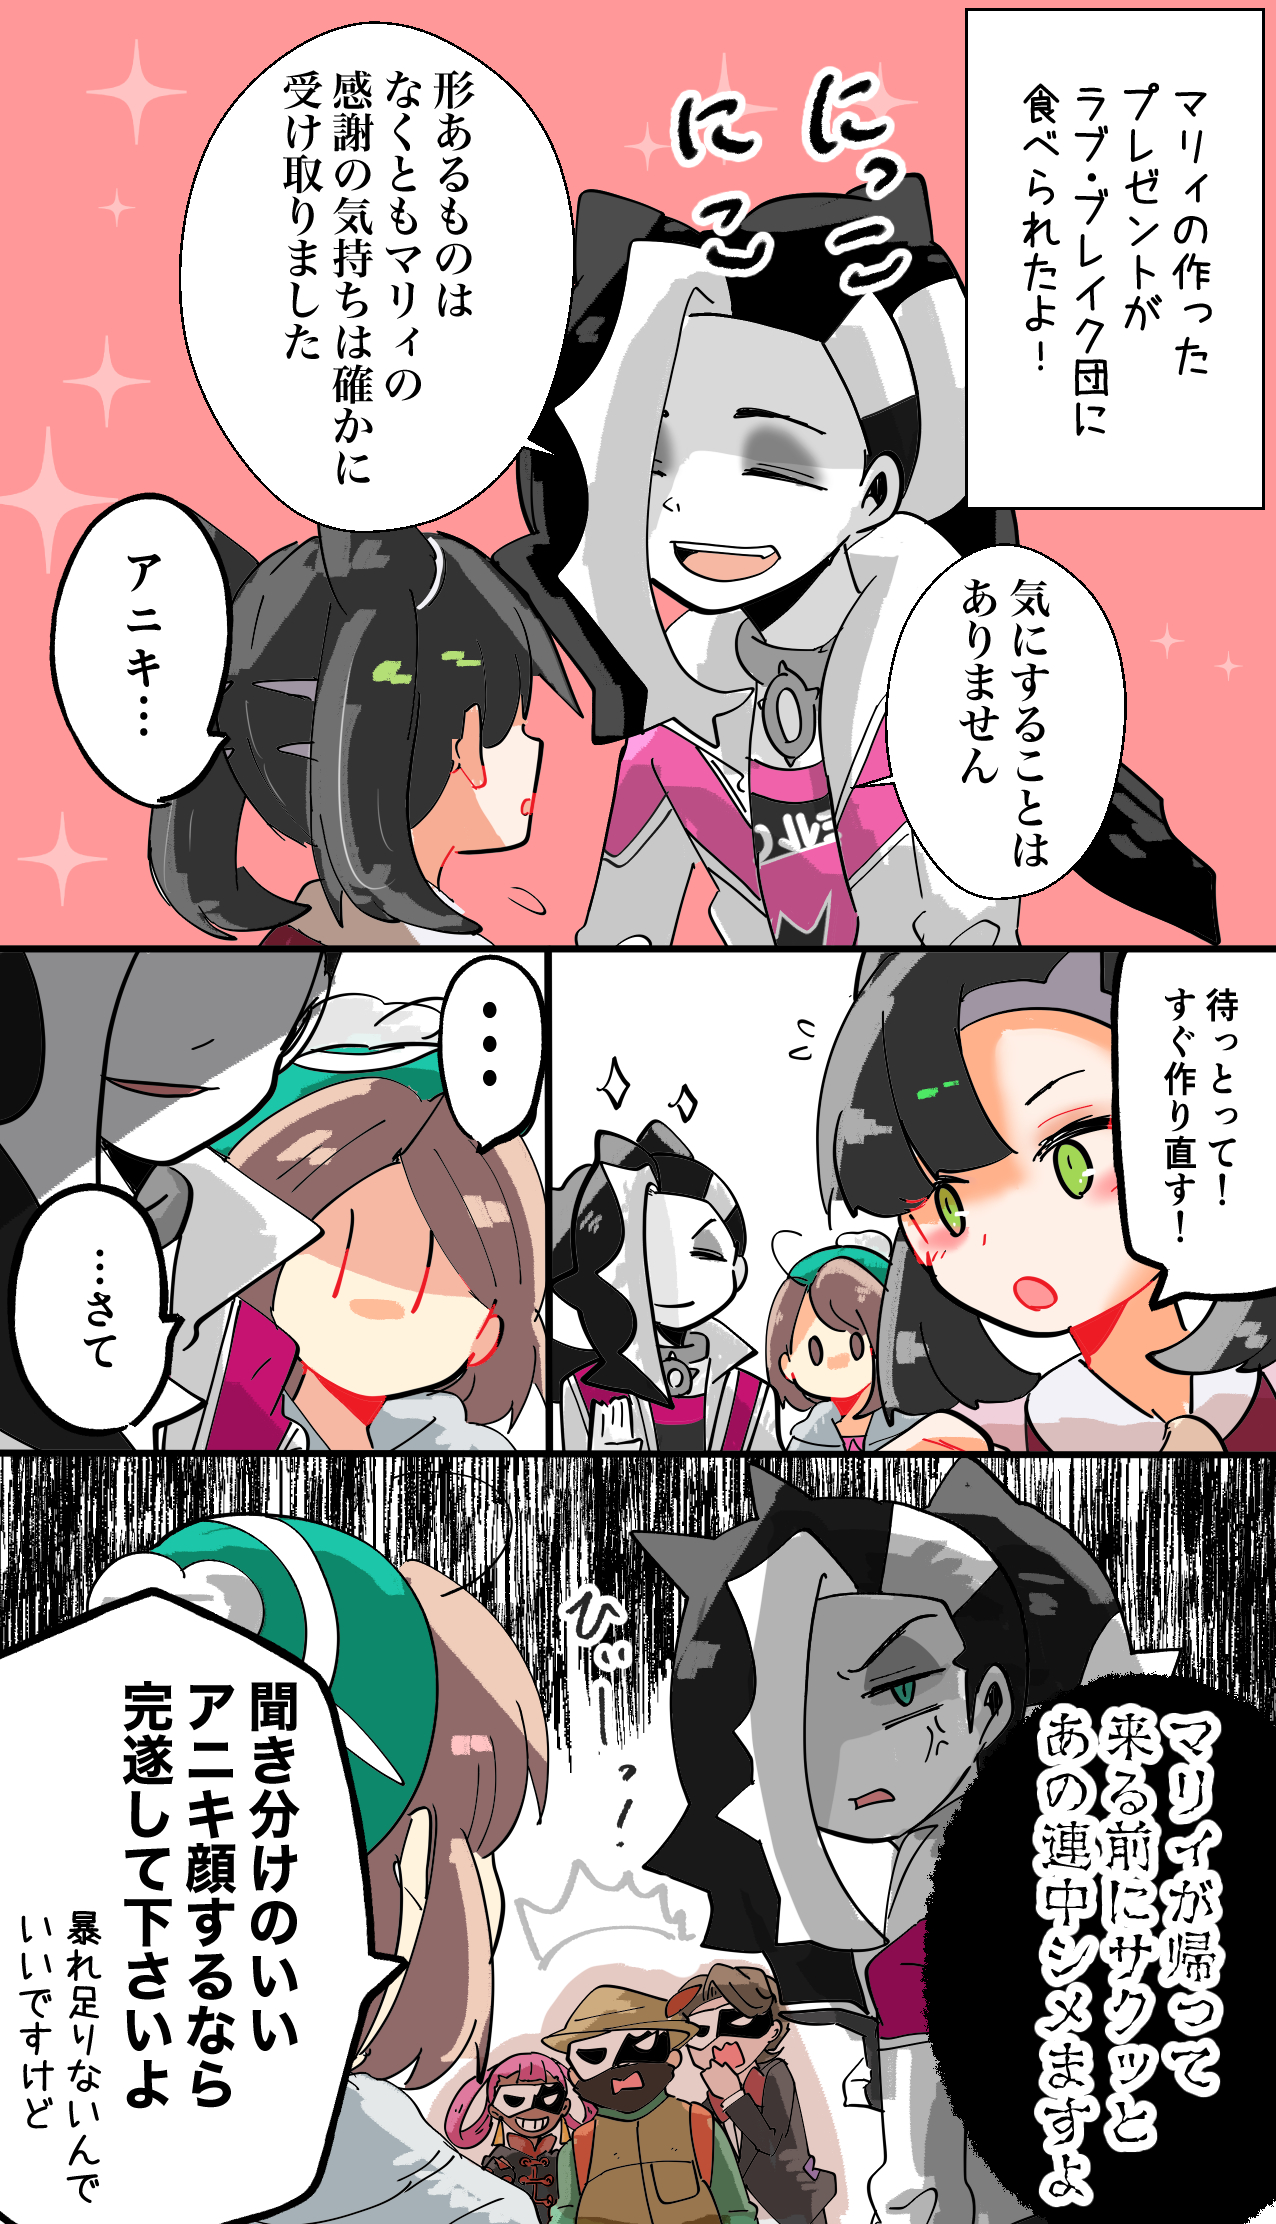 マリィの作った
プレゼントが
ラブ・ブレイク団に
食べられたよ！
にっこ
にこ
形あるものは
なくともマリィの
感謝の気持ちは確かに
受け取りました
気にすることは
ありません
アニキ…
待っとって！
すぐ作り直す！
…
…さて
マリィが帰って
来る前にサクッと
あの連中シメますよ
聞き分けのいい
アニキ顔するなら
完遂して下さいよ
暴れ足りないんで
いいですけど